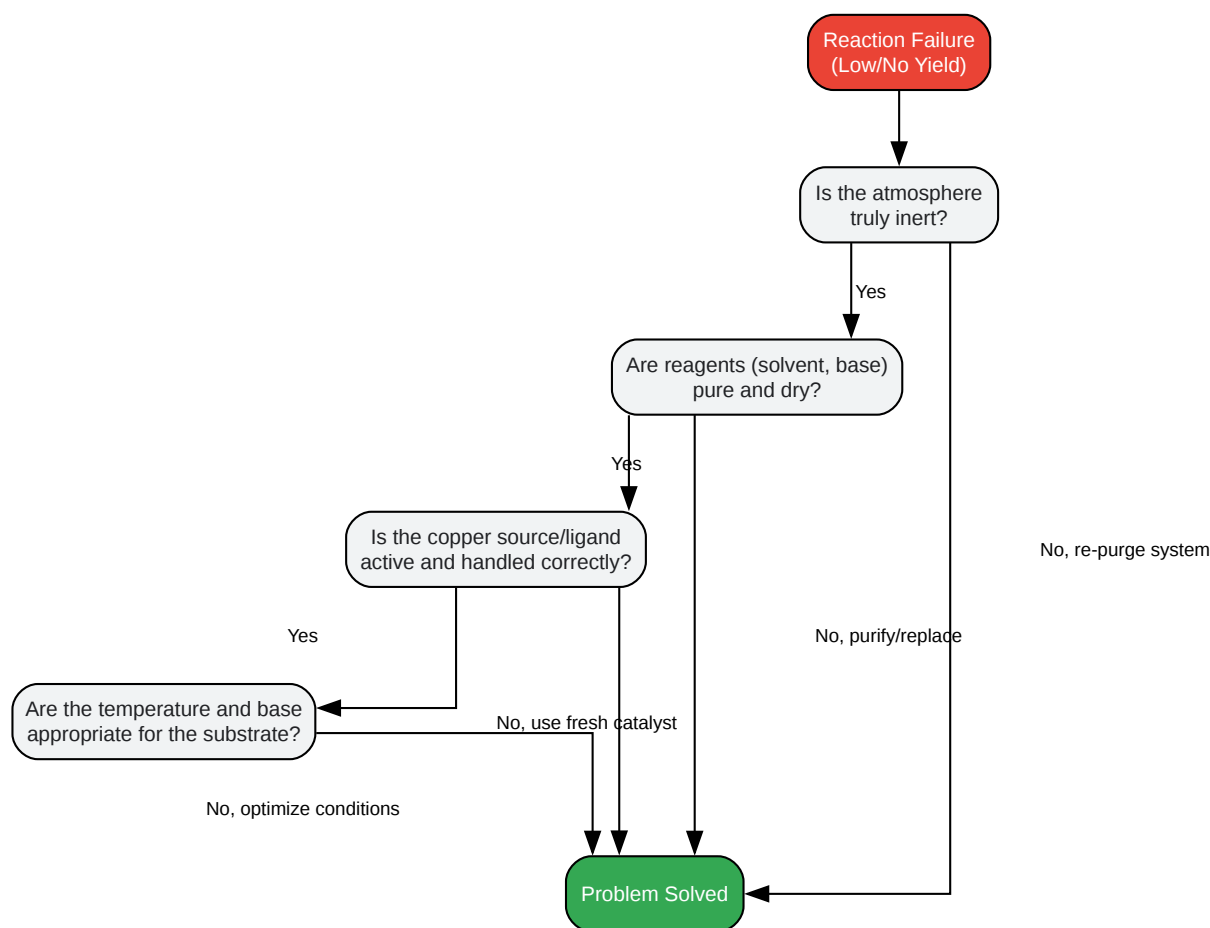 Reaction Failure
(Low/No Yield)
Is the atmosphere
truly inert?
Yes
Are reagents (solvent, base)
pure and dry?
Yes
Is the copper source/ligand
active and handled correctly?
No, re-purge system
Yes
No, purify/replace
Are the temperature and base
appropriate for the substrate?
No, use fresh catalyst
No, optimize conditions
Problem Solved